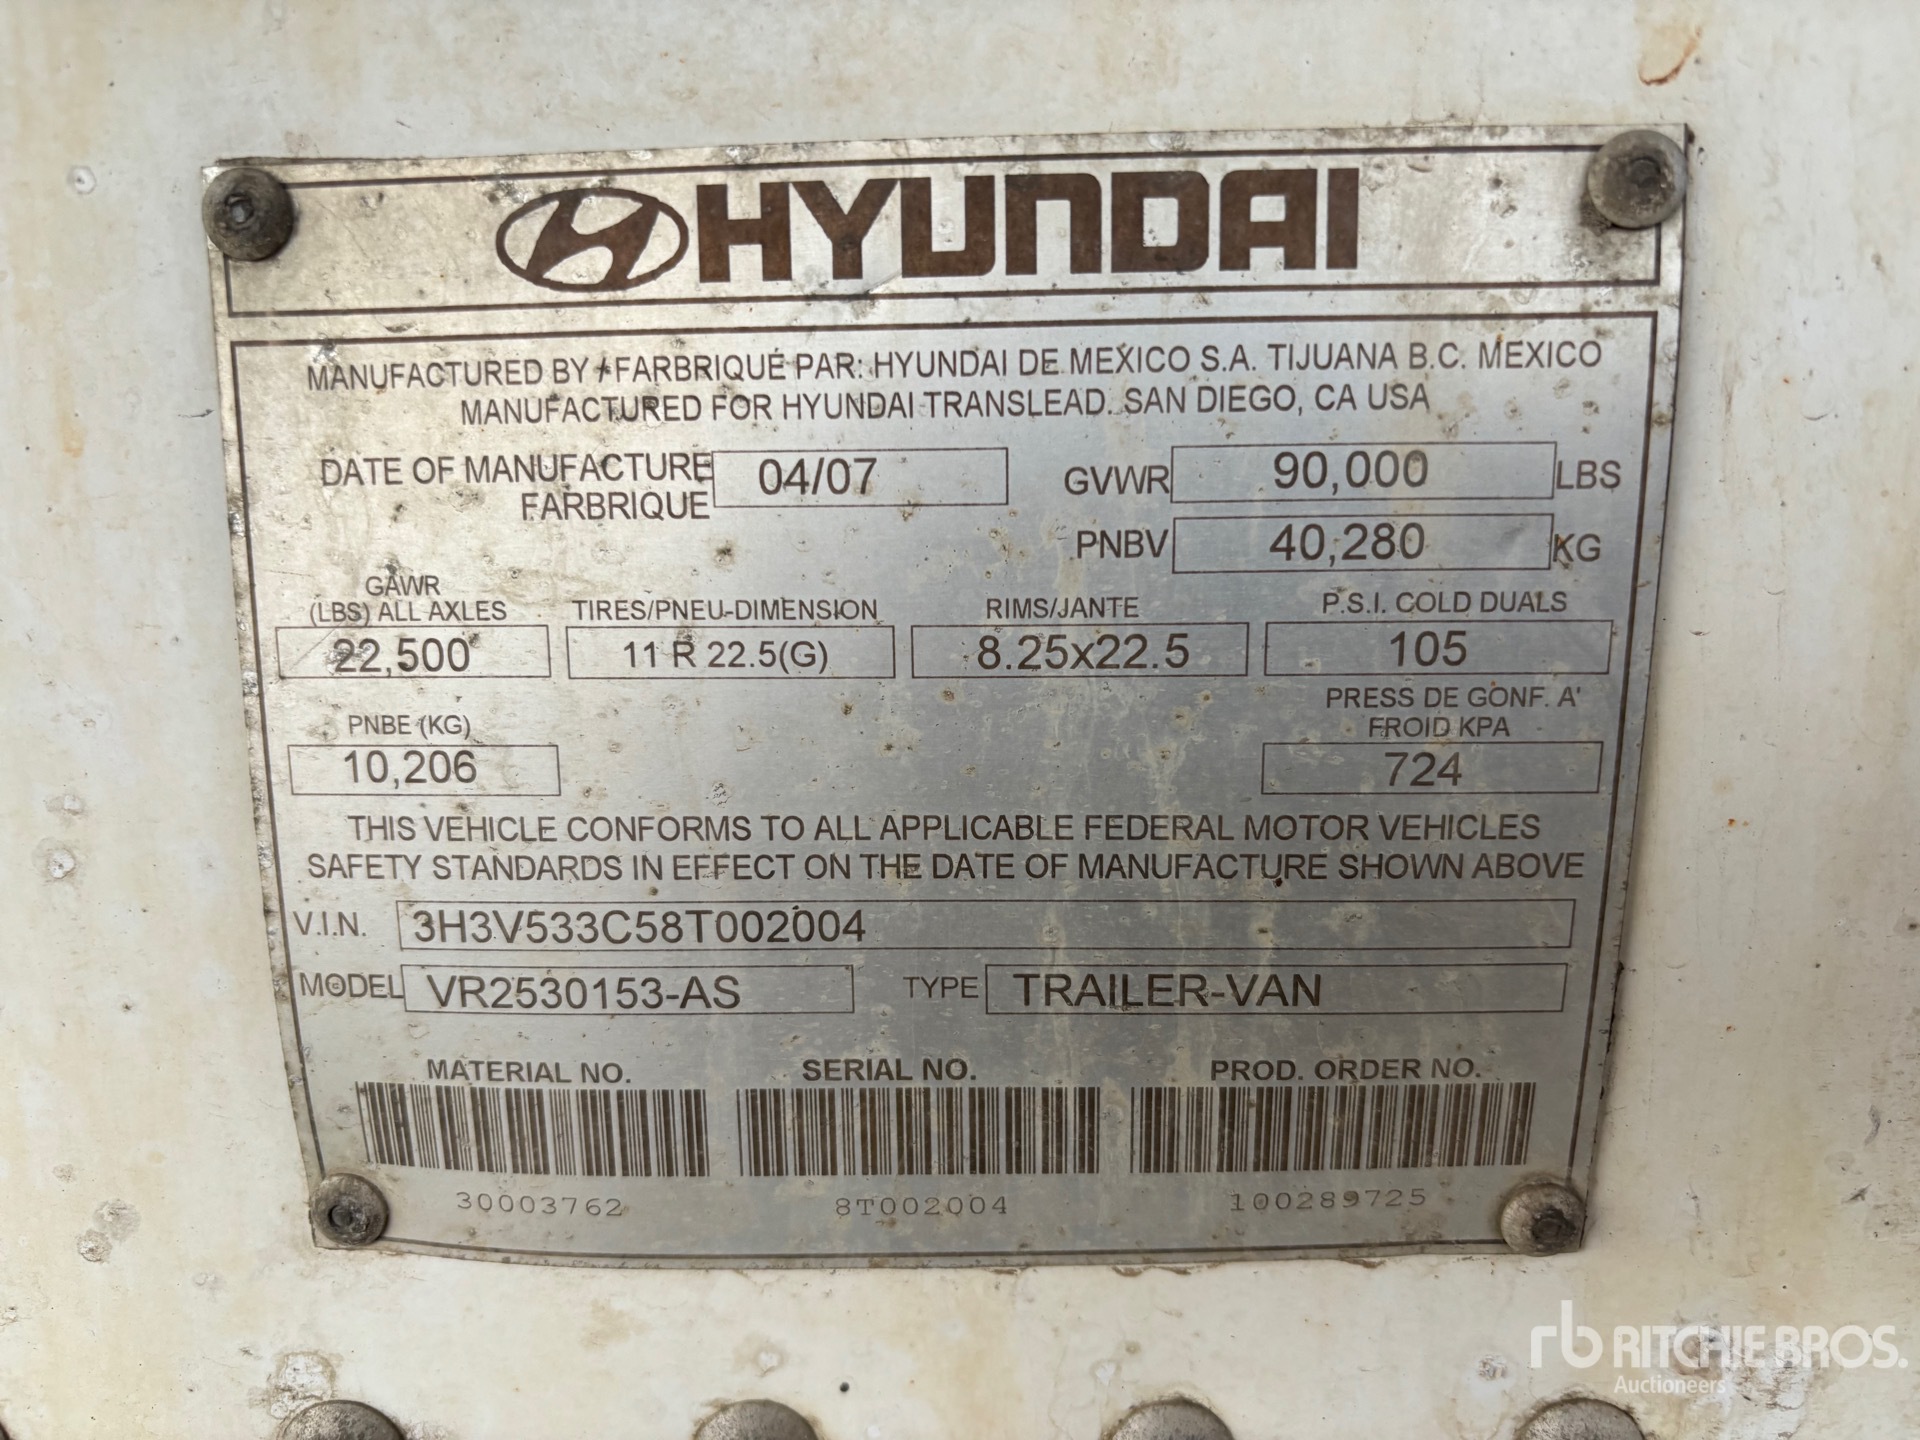 HYUNDAI
MANUFACTURED BY / FARBRIQUÉ PAR: HYUNDAI DE MEXICO S.A. TIJUANA B.C. MEXICO
MANUFACTURED FOR HYUNDAI TRANSLEAD. SAN DIEGO, CA USA
DATE OF MANUFACTURE 04/07 GVWR 90,000 LBS
FARBRIQUE
PNBV 40,280 KG
GAWR
(LBS) ALL AXLES TIRES/PNEU-DIMENSION RIMS/JANTE P.S.I. COLD DUALS
22,500 11 R 22.5(G) 8.25x22.5 105
PRESS DE GONF. A'
PNBE (KG) FROID KPA
10,206 724
THIS VEHICLE CONFORMS TO ALL APPLICABLE FEDERAL MOTOR VEHICLES
SAFETY STANDARDS IN EFFECT ON THE DATE OF MANUFACTURE SHOWN ABOVE
V.I.N. 3H3V533C58T002004
MODEL VR2530153-AS TYPE TRAILER-VAN
MATERIAL NO. SERIAL NO. PROD. ORDER NO.
30003762 8T002004 100289725
rb RITCHIE BROS.
Auctioneers